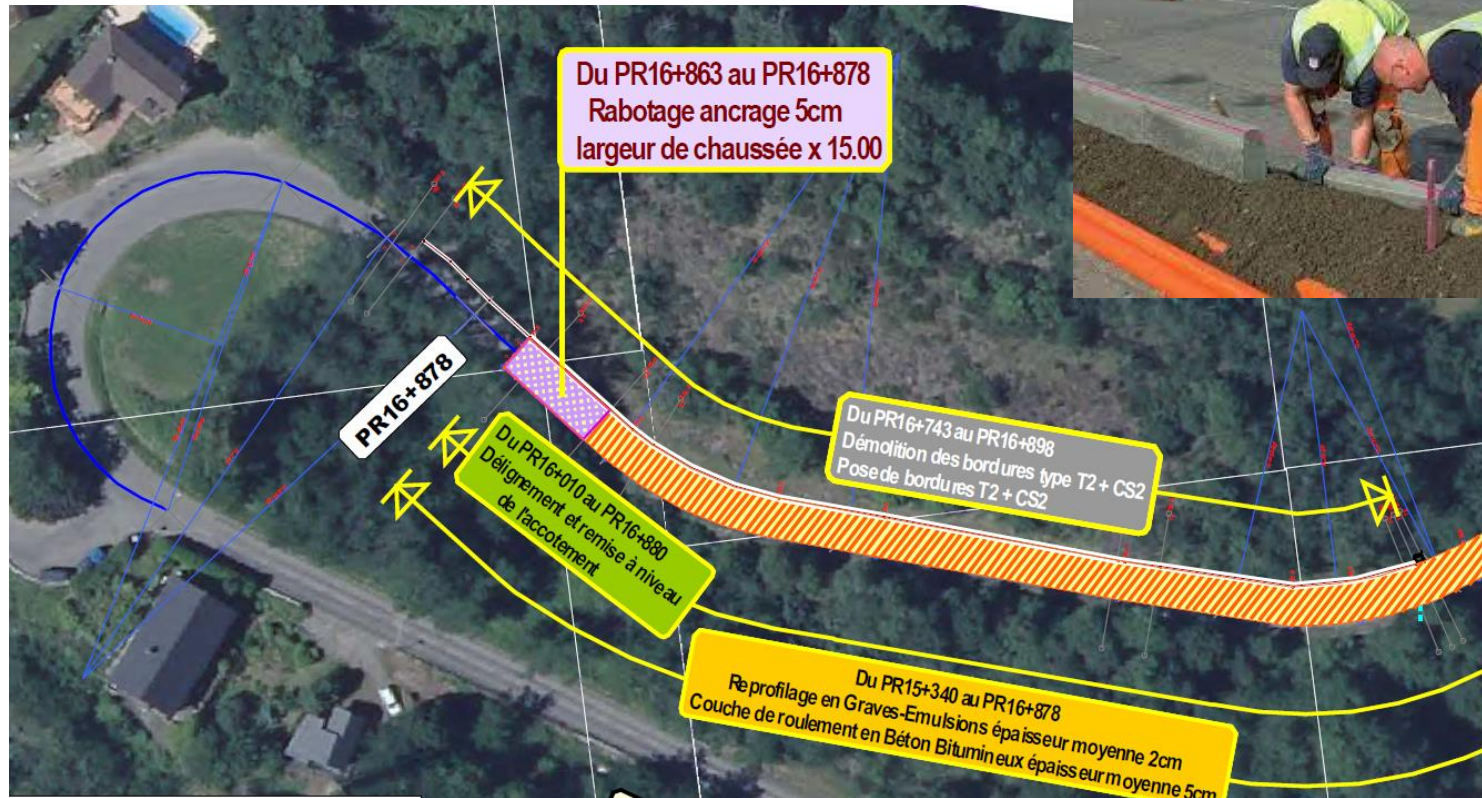 Du PR16+863 au PR16+878
Rabotage ancrage 5cm
largeur de chaussée x 15.00
PR16+878
Du PR16+743 au PR16+898
Démolition des bordures type T2 + CS2
Pose de bordures T2 + CS2
Du PR16+010 au PR16+880
Délignement et remise à niveau
de l'accotement
Du PR15+340 au PR16+878
Reprofilage en Graves-Emulsions épaisseur moyenne 2cm
Couche de roulement en Béton Bitumineux épaisseur moyenne 5cm